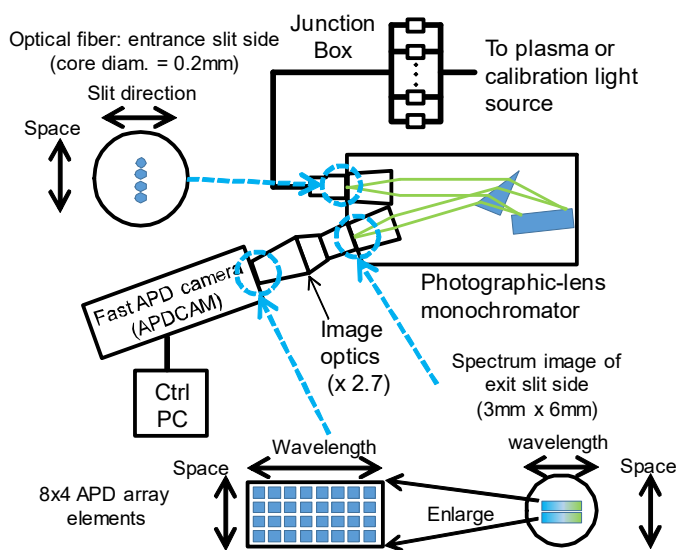 Optical fiber: entrance slit side
(core diam. = 0.2mm)
Slit direction
Space
Junction
Box
To plasma or
calibration light
source
Fast APD camera
(APDCAM)
Ctrl
PC
Image
optics
(x 2.7)
Photographic-lens
monochromator
Spectrum image of
exit slit side
(3mm x 6mm)
Wavelength
Space
8x4 APD array
elements
Enlarge
wavelength
Space